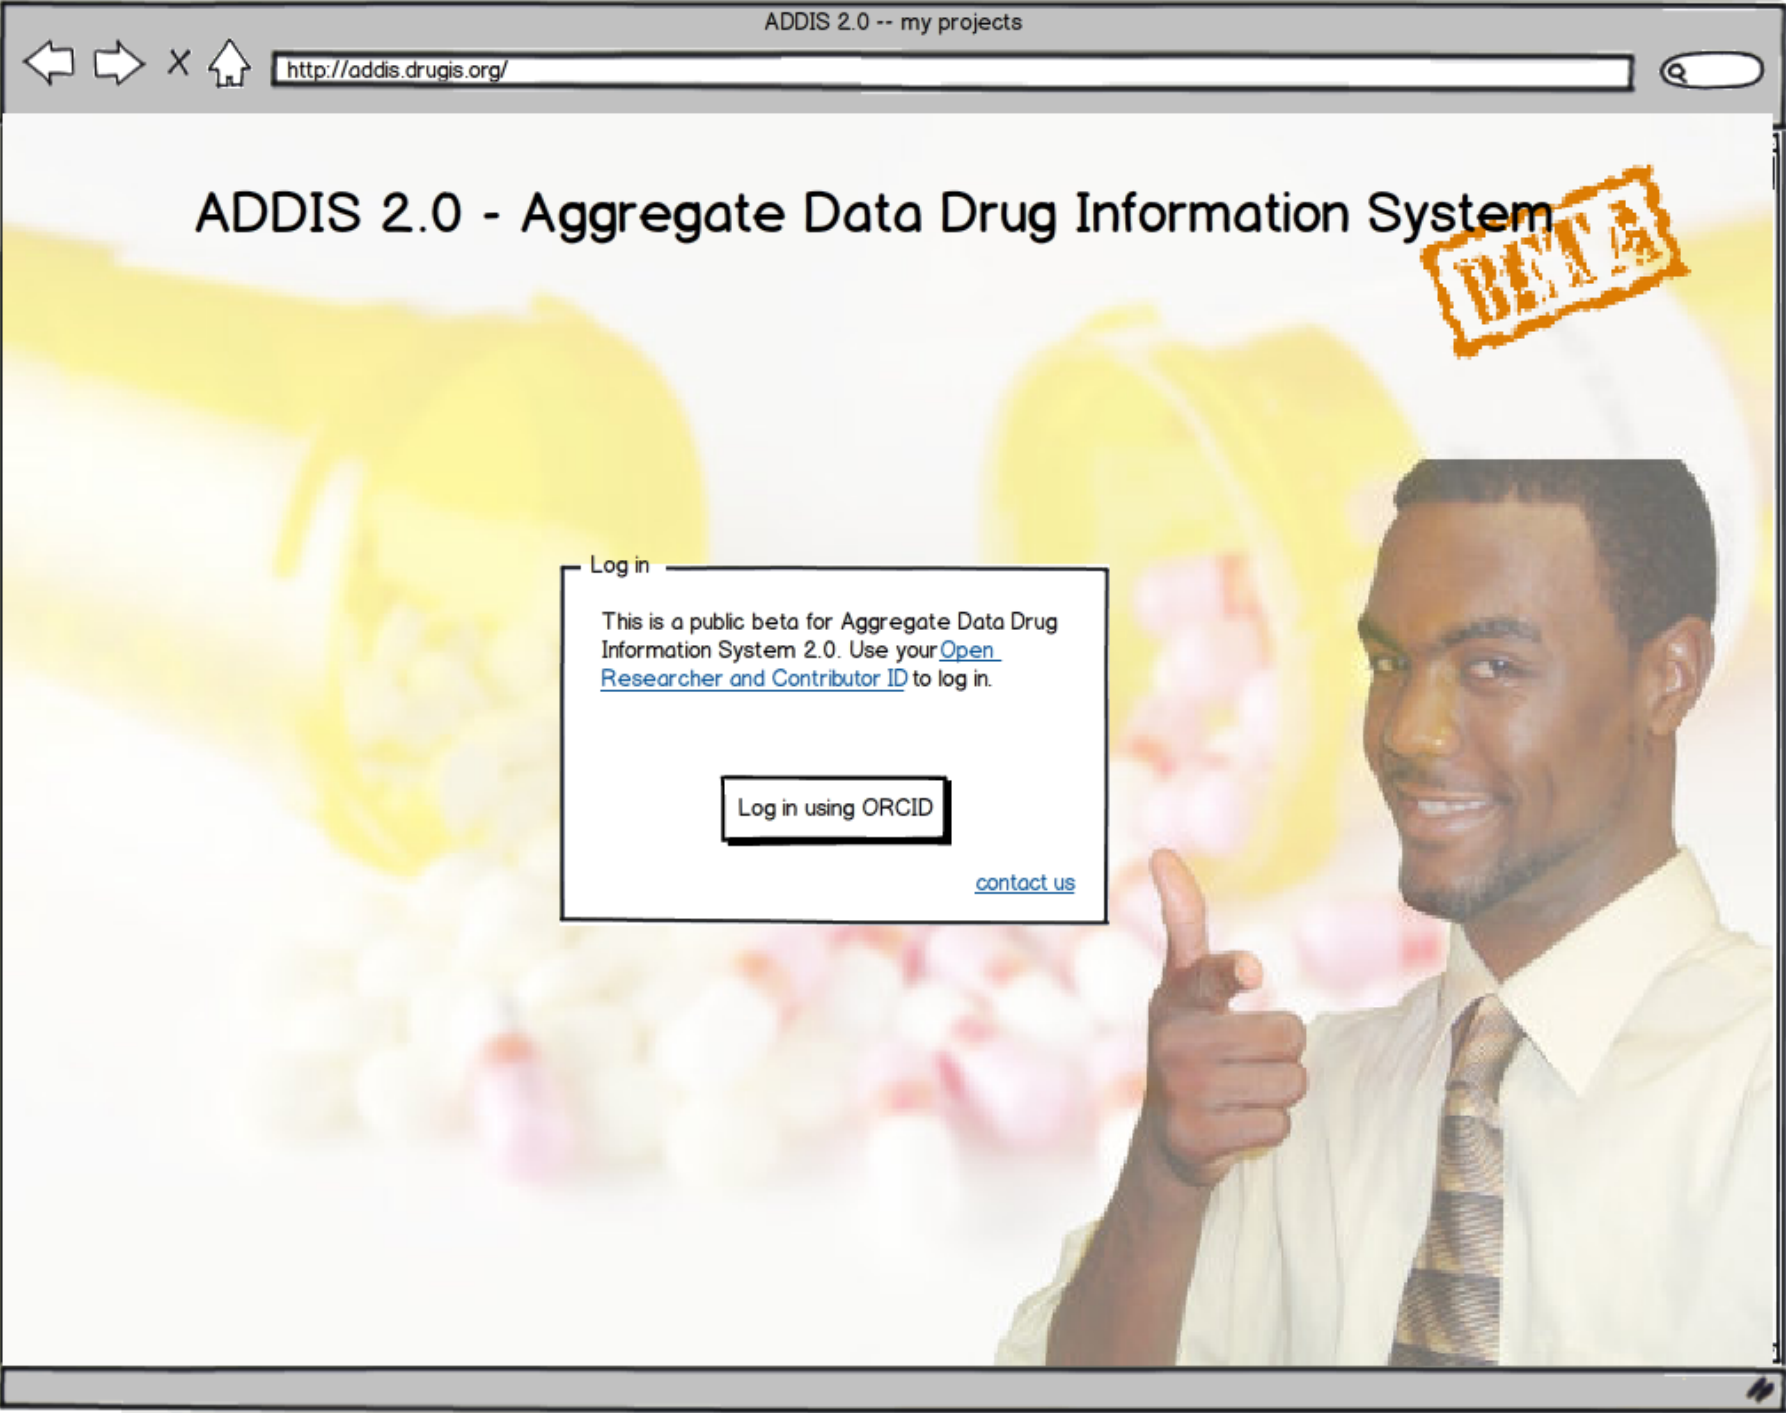 ADDIS 2.0 -- my projects
http://addis.drugis.org/
ADDIS 2.0 - Aggregate Data Drug Information System
BETA
Log in
This is a public beta for Aggregate Data Drug
Information System 2.0. Use your Open
Researcher and Contributor ID to log in.
Log in using ORCID
contact us